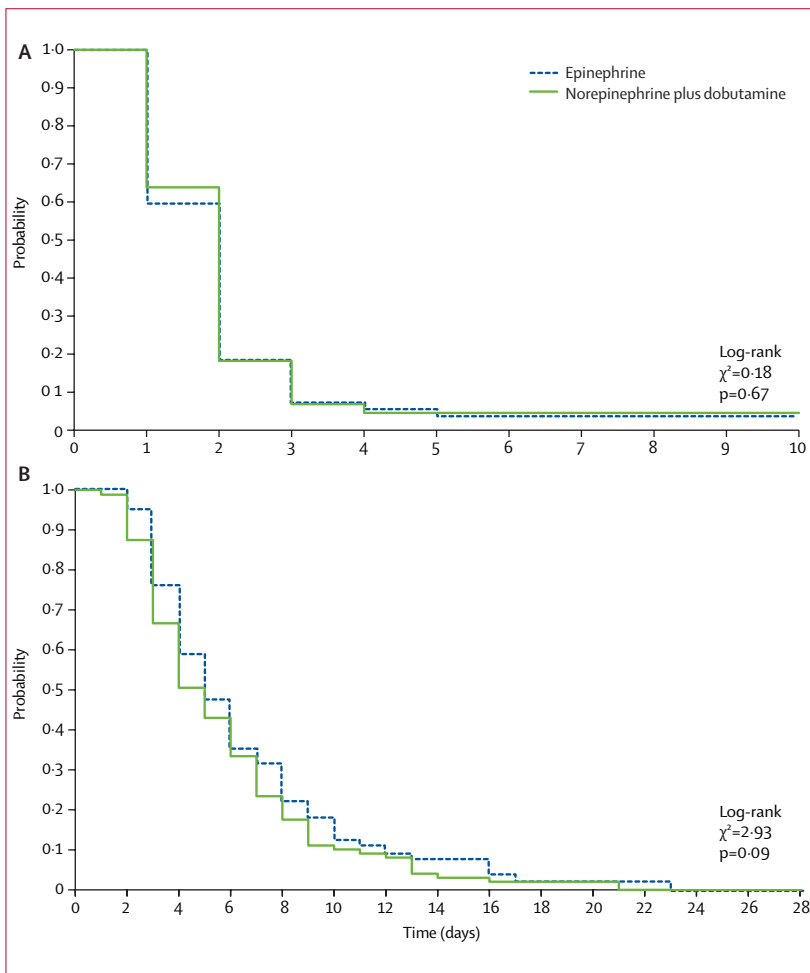 A
Epinephrine
Norepinephrine plus dobutamine
1·0
0·9
0·8
0·7
0·6
0·5
0·4
0·3
0·2
0·1
0
Probability
Log-rank
χ²=0·18
p=0·67
0 1 2 3 4 5 6 7 8 9 10
B
1·0
0·9
0·8
0·7
0·6
0·5
0·4
0·3
0·2
0·1
0
Probability
Log-rank
χ²=2·93
p=0·09
0 2 4 6 8 10 12 14 16 18 20 22 24 26 28
Time (days)